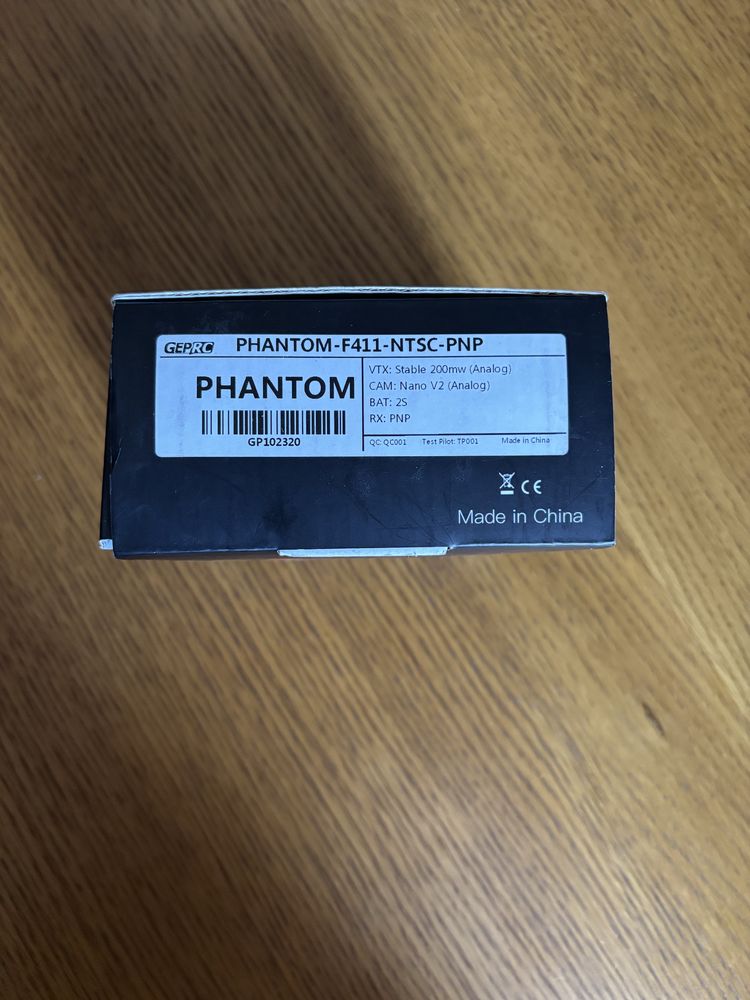 GEPRC PHANTOM-F411-NTSC-PNP
PHANTOM
GP102320
VTX: Stable 200mw (Analog)
CAM: Nano V2 (Analog)
BAT: 2S
RX: PNP
QC: QC001 Test Pilot: TP001 Made in China
CE
Made in China